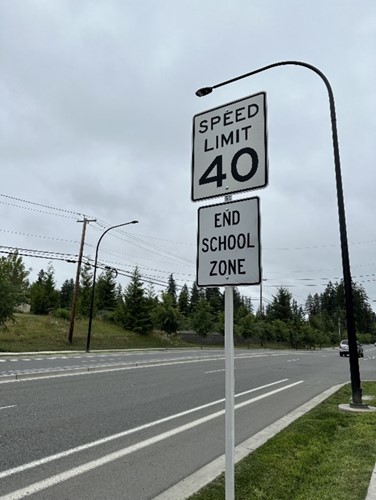 SPEED
LIMIT
40
END
SCHOOL
ZONE